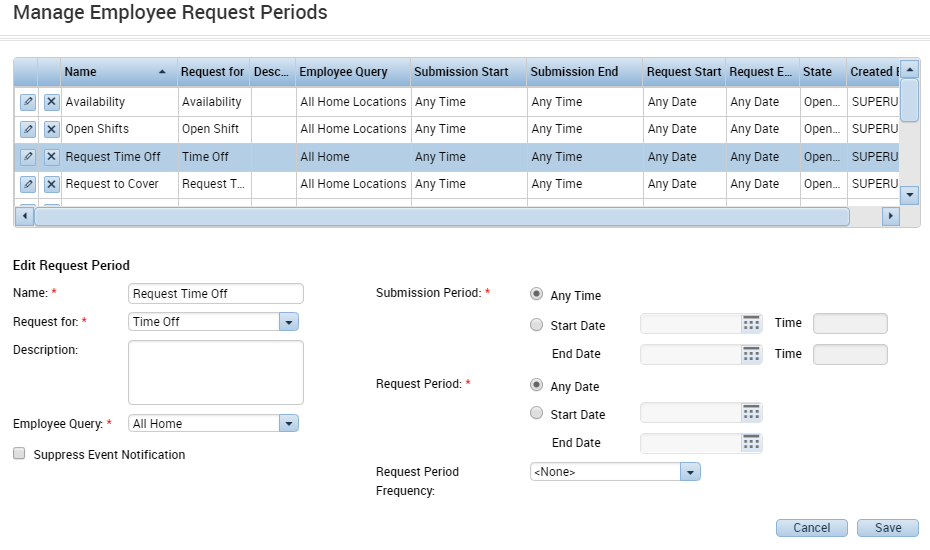 Manage Employee Request Periods
Name Request for Desc... Employee Query Submission Start Submission End Request Start Request E... State Created
Availability Availability All Home Locations Any Time Any Time Any Date Any Date Open... SUPERU
Open Shifts Open Shift All Home Locations Any Time Any Time Any Date Any Date Open... SUPERU
Request Time Off Time Off All Home Any Time Any Time Any Date Any Date Open... SUPERU
Request to Cover Request T... All Home Locations Any Time Any Time Any Date Any Date Open... SUPERU
Edit Request Period
Name: * Request Time Off Submission Period: * Any Time
Request for: * Time Off Start Date Time
Description: End Date Time
Request Period: * Any Date
Start Date
Employee Query: * All Home
End Date
Suppress Event Notification
Request Period <None>
Frequency:
Cancel Save